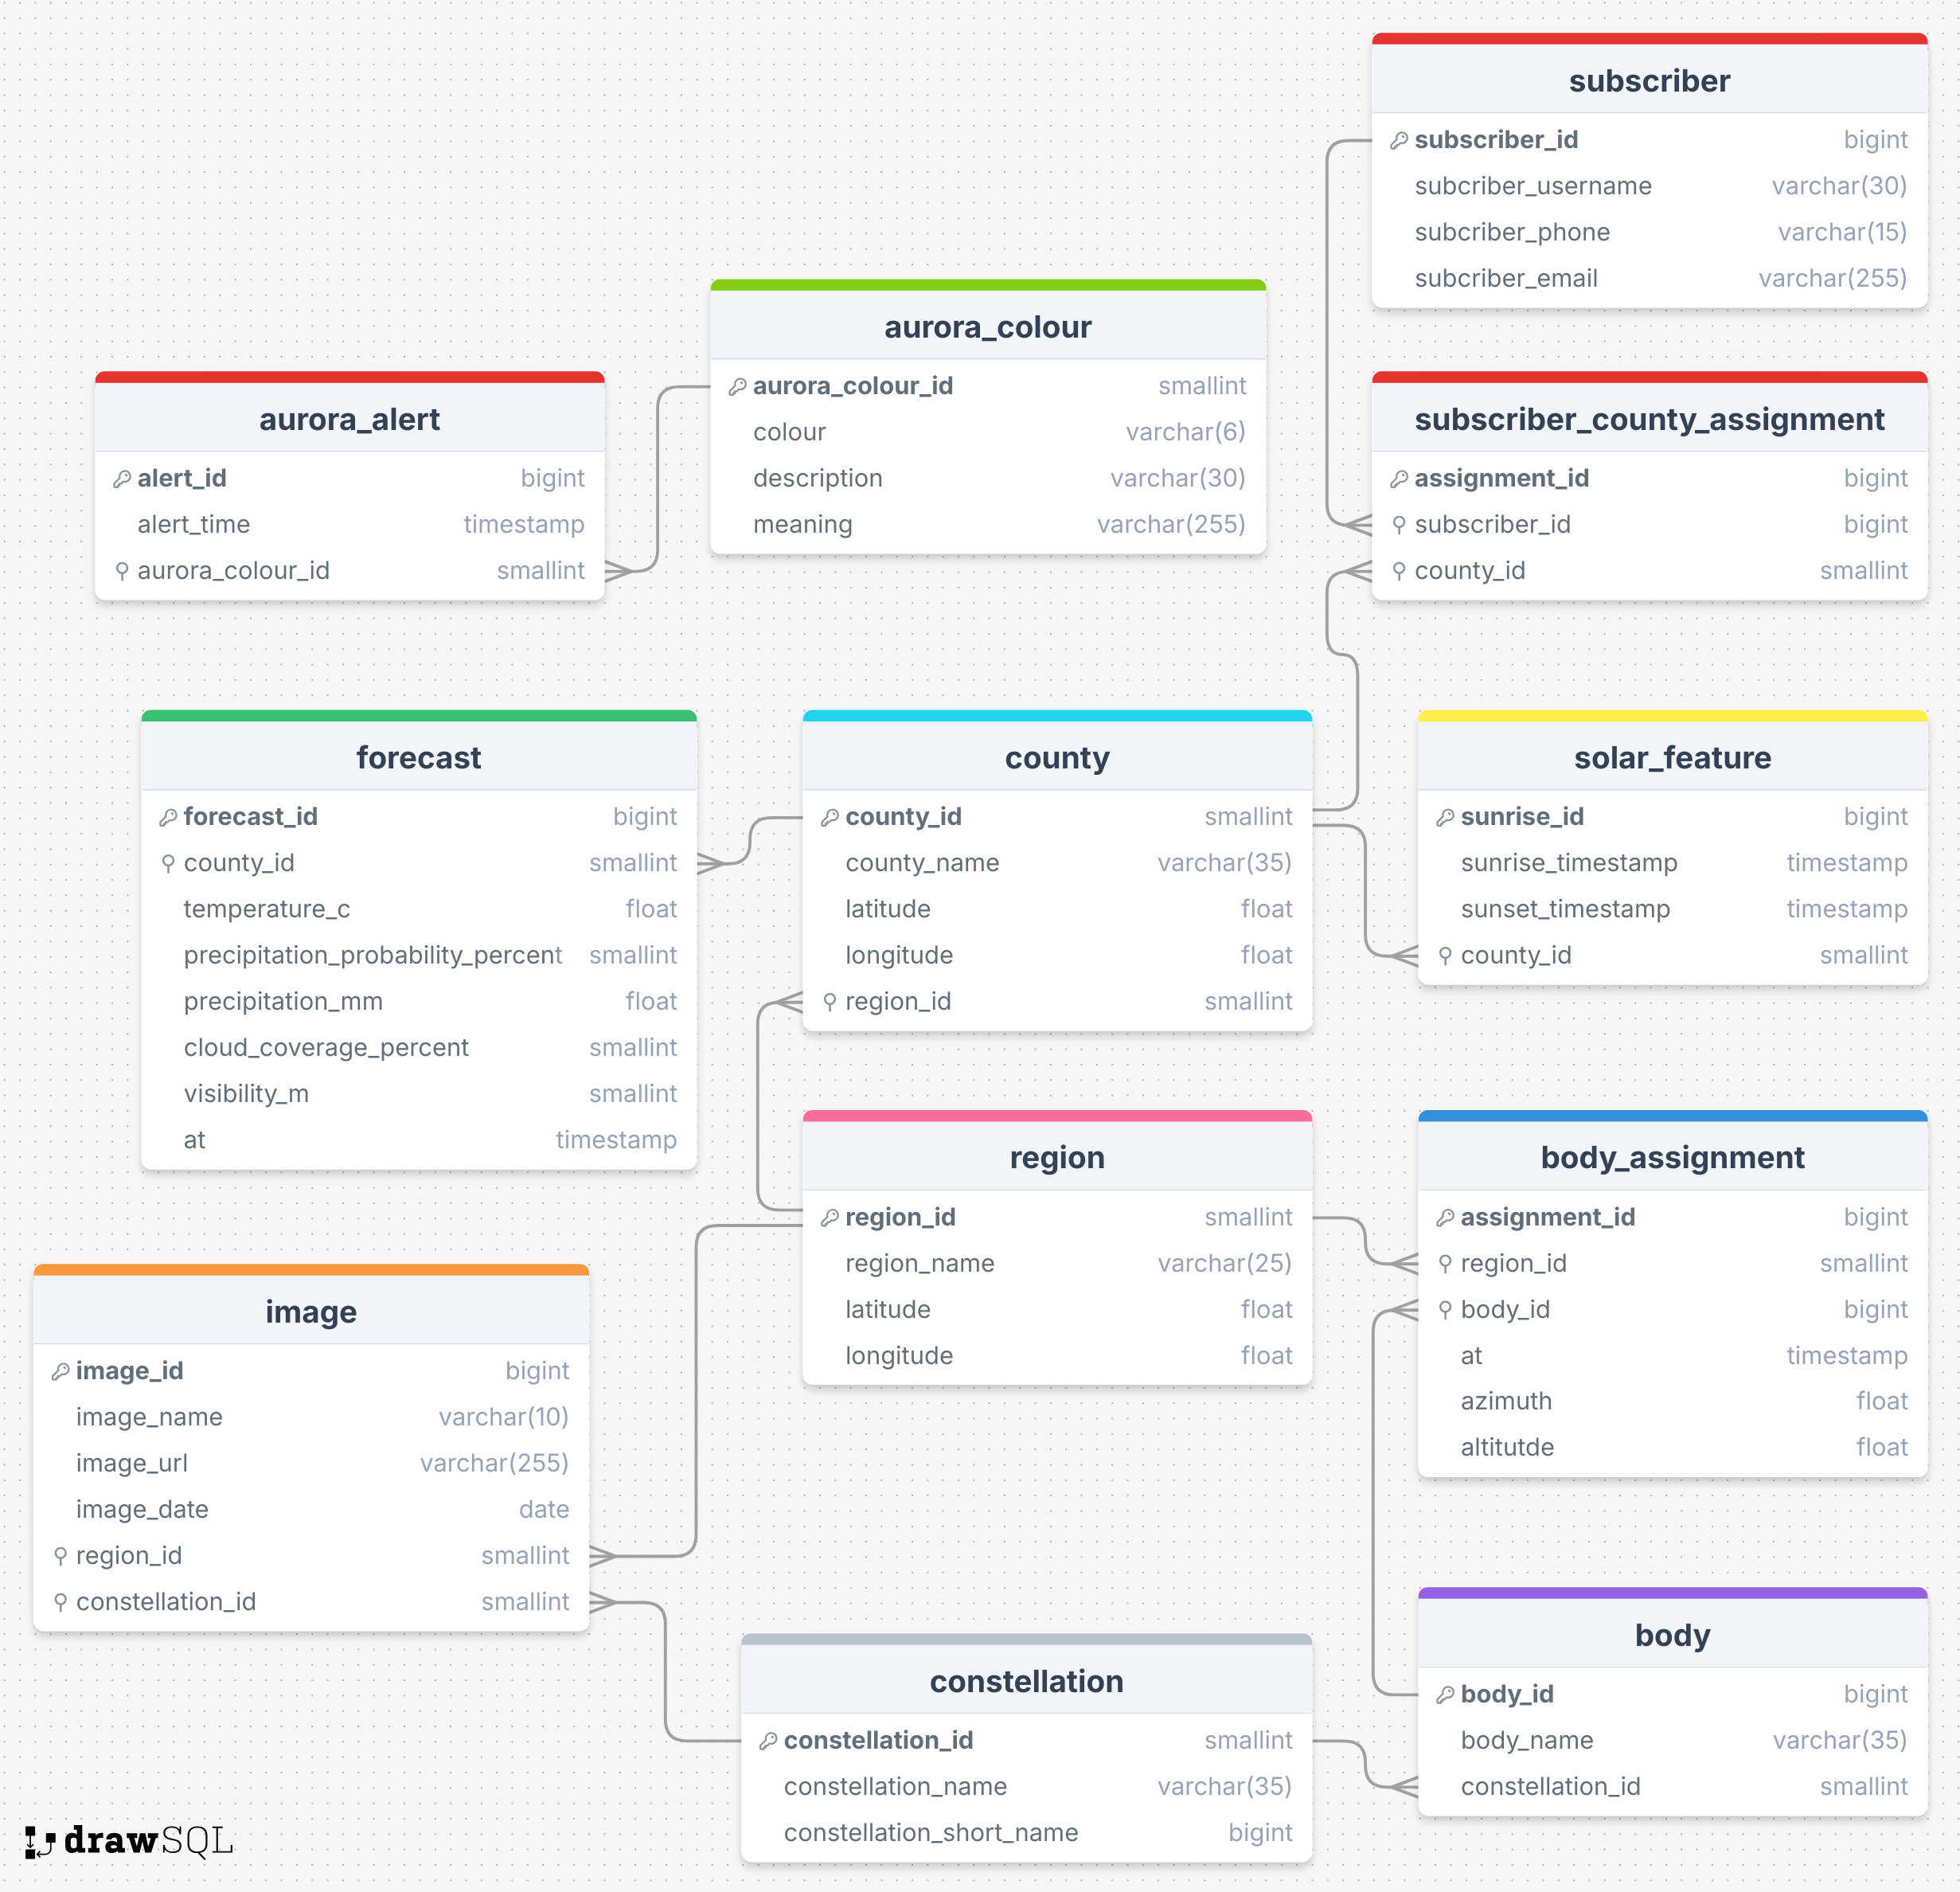 subscriber
subscriber_id bigint
subcriber_username varchar(30)
subcriber_phone varchar(15)
subcriber_email varchar(255)
aurora_colour
aurora_colour_id smallint
colour varchar(6)
description varchar(30)
meaning varchar(255)
aurora_alert
alert_id bigint
alert_time timestamp
aurora_colour_id smallint
subscriber_county_assignment
assignment_id bigint
subscriber_id bigint
county_id smallint
forecast
forecast_id bigint
county_id smallint
temperature_c float
precipitation_probability_percent smallint
precipitation_mm float
cloud_coverage_percent smallint
visibility_m smallint
at timestamp
county
county_id smallint
county_name varchar(35)
latitude float
longitude float
region_id smallint
solar_feature
sunrise_id bigint
sunrise_timestamp timestamp
sunset_timestamp timestamp
county_id smallint
region
region_id smallint
region_name varchar(25)
latitude float
longitude float
body_assignment
assignment_id bigint
region_id smallint
body_id bigint
at timestamp
azimuth float
altitutde float
image
image_id bigint
image_name varchar(10)
image_url varchar(255)
image_date date
region_id smallint
constellation_id smallint
constellation
constellation_id smallint
constellation_name varchar(35)
constellation_short_name bigint
body
body_id bigint
body_name varchar(35)
constellation_id smallint
drawSQL